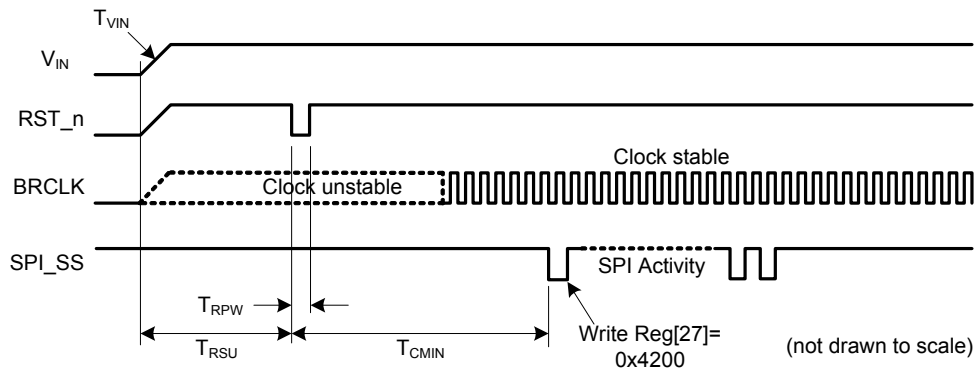 TVIN
VIN
RST_n
Clock stable
BRCLK
Clock unstable
SPI_SS
SPI Activity
TRPW
TRSU
TCMIN
Write Reg[27]=
0x4200
(not drawn to scale)